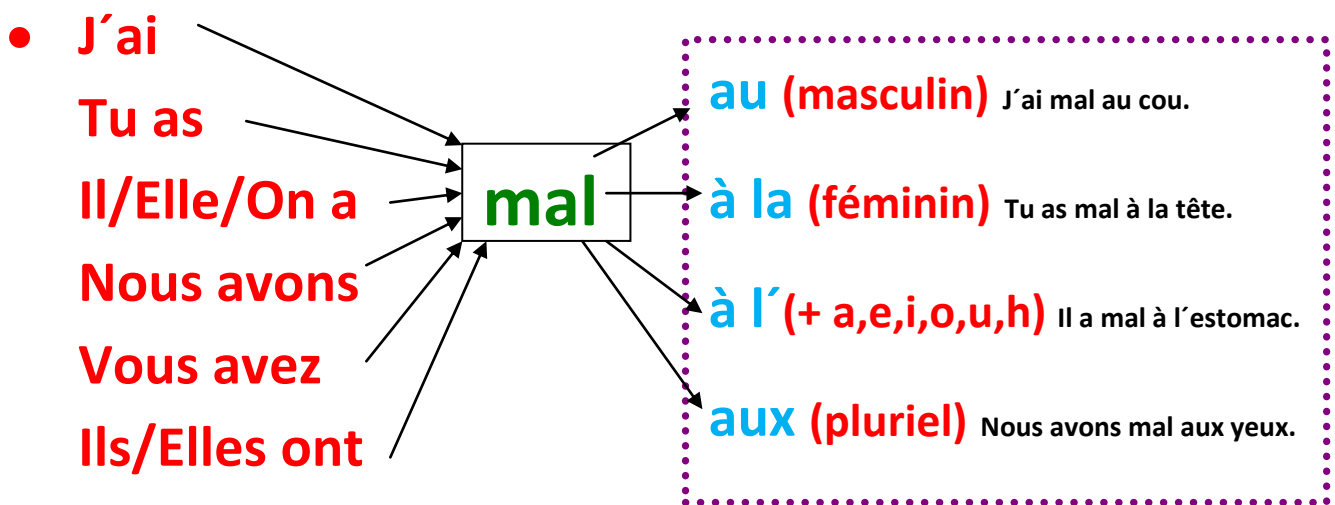 • J´ai
Tu as
Il/Elle/On a
Nous avons
Vous avez
Ils/Elles ont
mal
au (masculin) J´ai mal au cou.
à la (féminin) Tu as mal à la tête.
à l´(+ a,e,i,o,u,h) Il a mal à l´estomac.
aux (pluriel) Nous avons mal aux yeux.